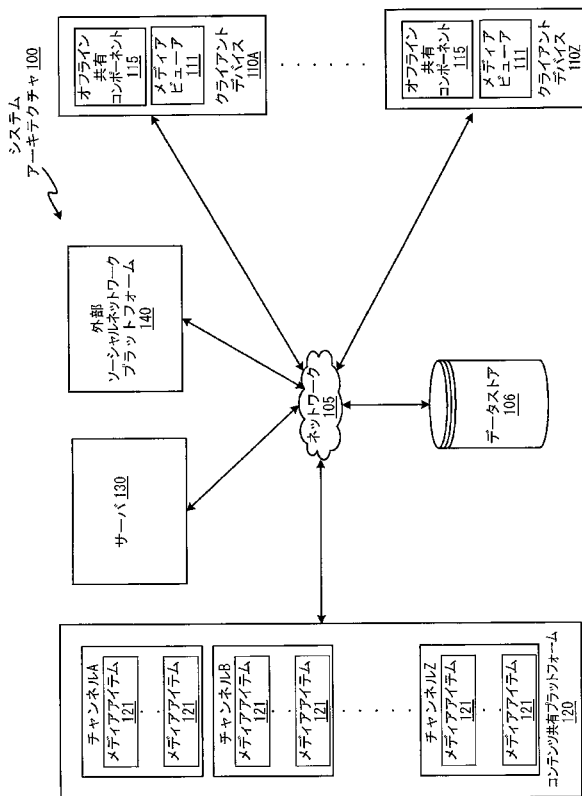 システム
アーキテクチャ 100
オフライン
共有
コンポーネント
115
メディア
ビューア
111
クライアント
デバイス
110A
外部
ソーシャルネットワーク
プラットフォーム
140
サーバ 130
ネットワーク
105
オフライン
共有
コンポーネント
115
メディア
ビューア
111
クライアント
デバイス
110Z
データストア
106
チャンネルA
メディアアイテム
121
メディアアイテム
121
チャンネルB
メディアアイテム
121
メディアアイテム
121
チャンネルZ
メディアアイテム
121
メディアアイテム
121
コンテンツ共有プラットフォーム
120